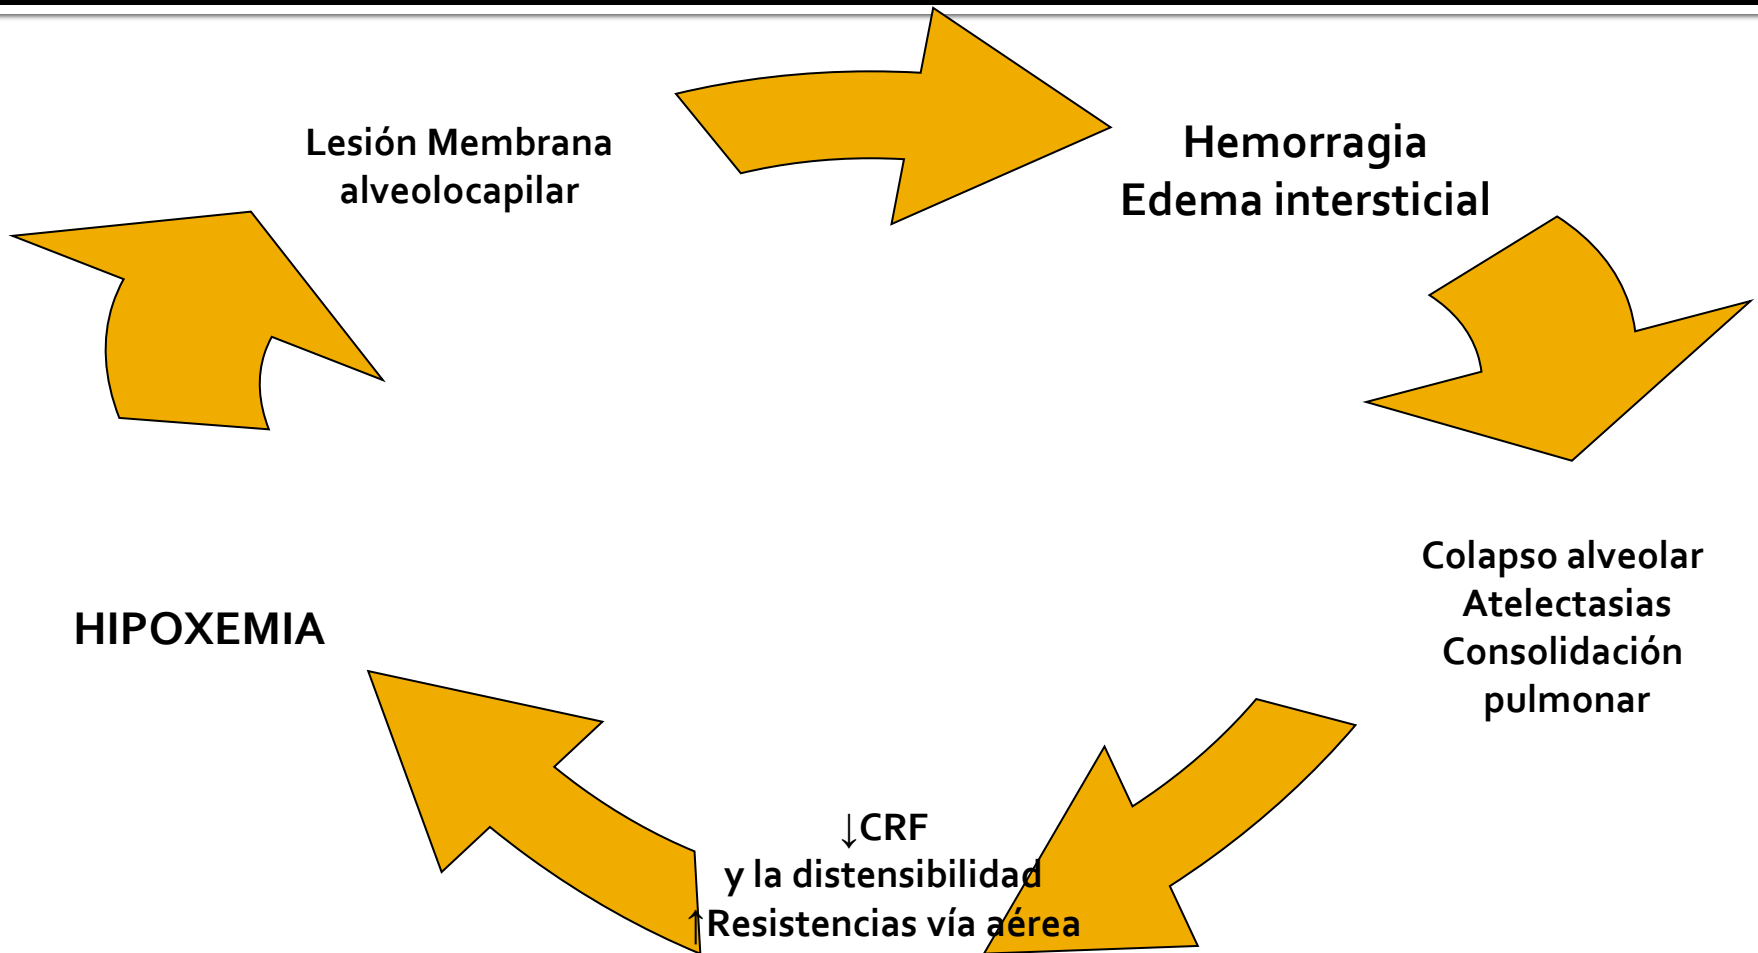 Lesión Membrana
alveolocapilar
Hemorragia
Edema intersticial
Colapso alveolar
Atelectasias
Consolidación
pulmonar
↓CRF
y la distensibilidad
↑Resistencias vía aérea
HIPOXEMIA